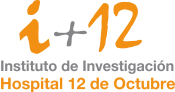 i+12
Instituto de Investigación
Hospital 12 de Octubre